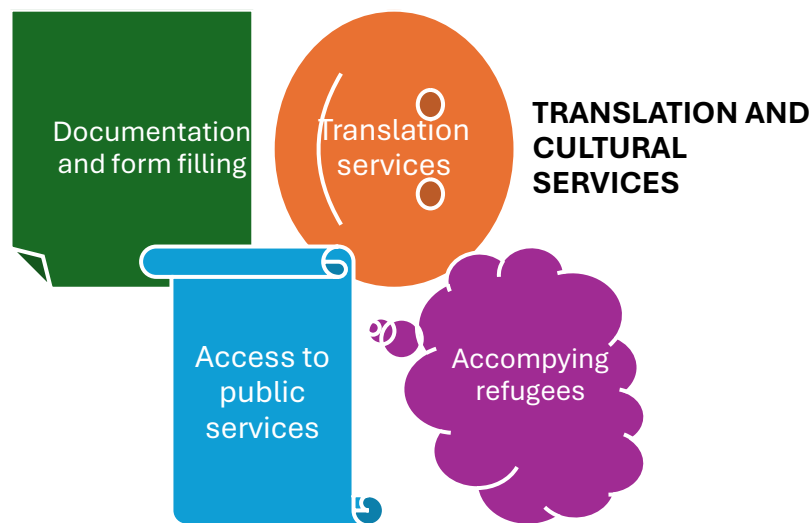 Documentation
and form filling
Translation
services
TRANSLATION AND
CULTURAL
SERVICES
Access to
public
services
Accompying
refugees